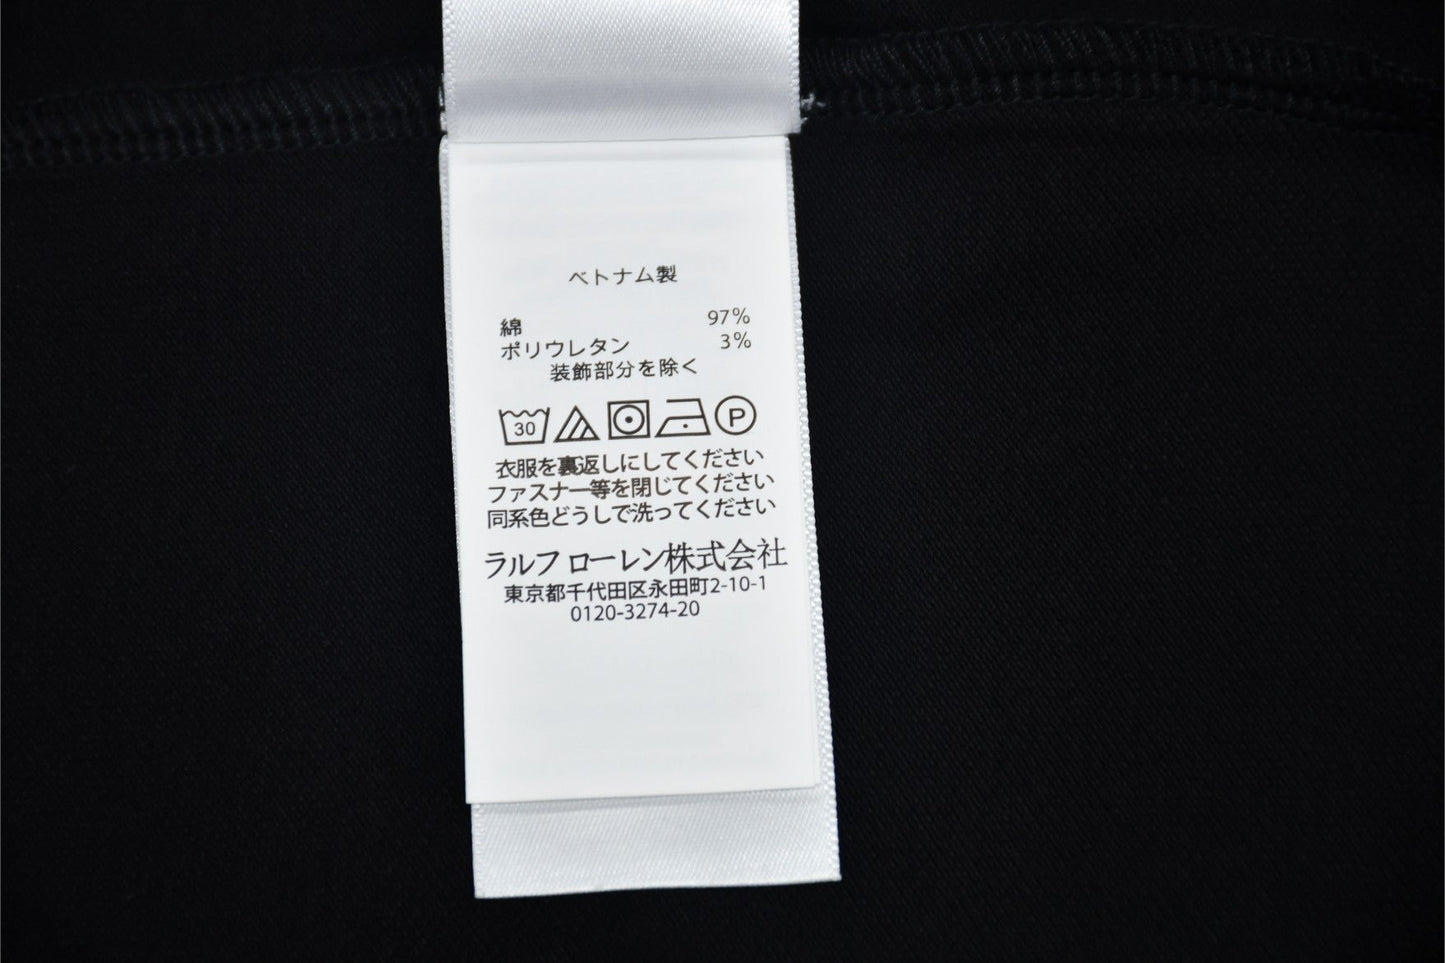 ベトナム製
綿 97%
ポリウレタン 3%
装飾部分を除く
30 P
衣服を裏返しにしてください
ファスナー等を閉じてください
同系色どうしで洗ってください
ラルフ ローレン株式会社
東京都千代田区永田町2-10-1
0120-3274-20